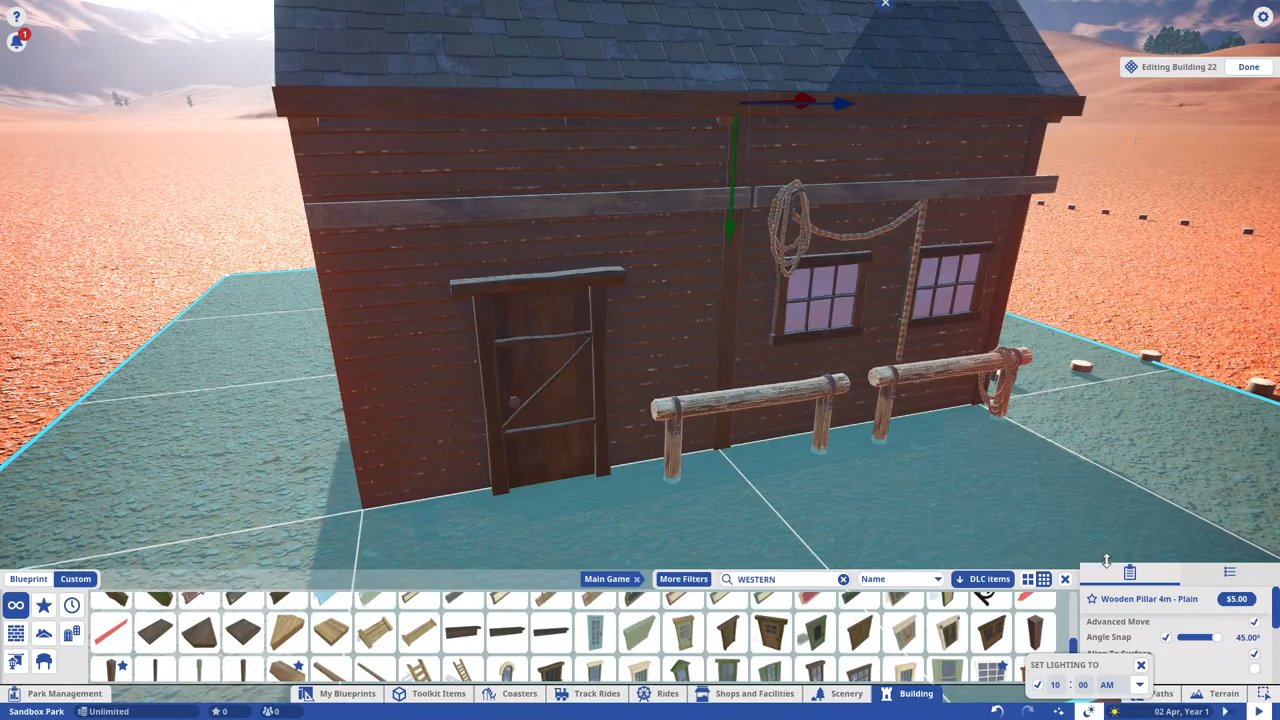 ?
1
Editing Building 22
Done
Blueprint
Custom
Main Game
More Filters
WESTERN
Name
DLC items
Wooden Pillar 4m - Plain
$5.00
Advanced Move
Angle Snap
45.00°
SET LIGHTING TO
10 : 00 AM
Park Management
My Blueprints
Toolkit Items
Coasters
Track Rides
Rides
Shops and Facilities
Scenery
Building
Terrain
Sandbox Park
Unlimited
0
0
02 Apr, Year 1